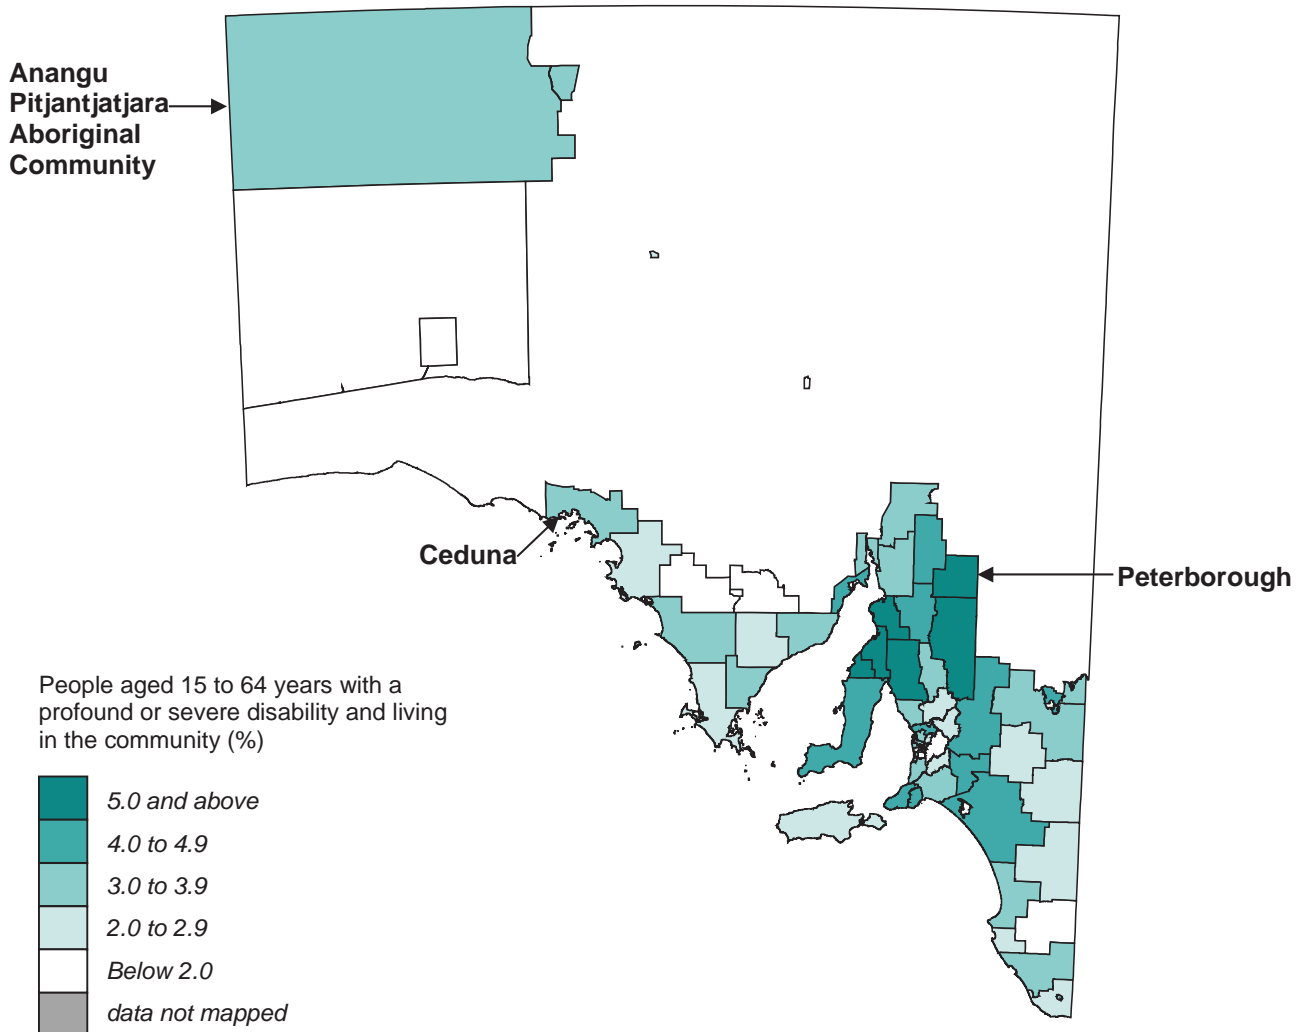 Anangu
Pitjantjatjara
Aboriginal
Community
Ceduna
Peterborough
People aged 15 to 64 years with a
profound or severe disability and living
in the community (%)
5.0 and above
4.0 to 4.9
3.0 to 3.9
2.0 to 2.9
Below 2.0
data not mapped